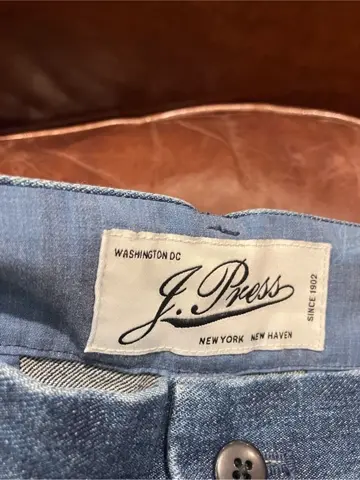 WASHINGTON DC
J. Press
SINCE 1902
NEW YORK NEW HAVEN